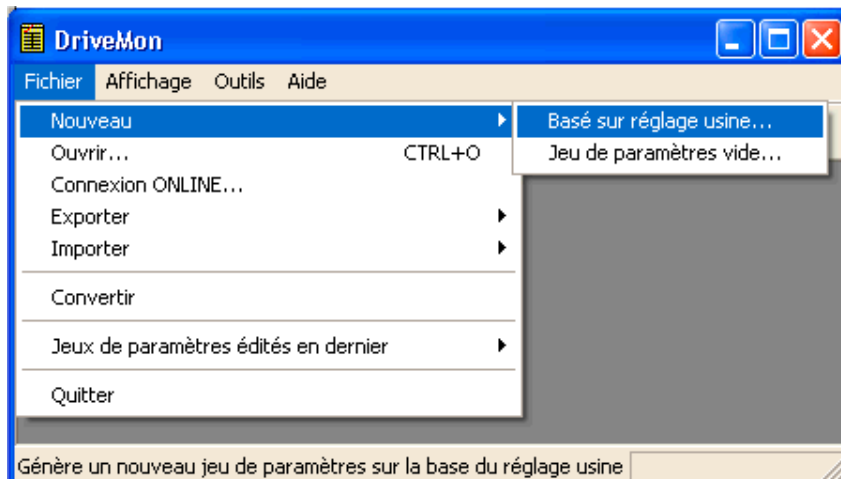 DriveMon
Fichier Affichage Outils Aide
Nouveau
Basé sur réglage usine...
Ouvrir... CTRL+O
Jeu de paramètres vide...
Connexion ONLINE...
Exporter
Importer
Convertir
Jeux de paramètres édités en dernier
Quitter
Génère un nouveau jeu de paramètres sur la base du réglage usine